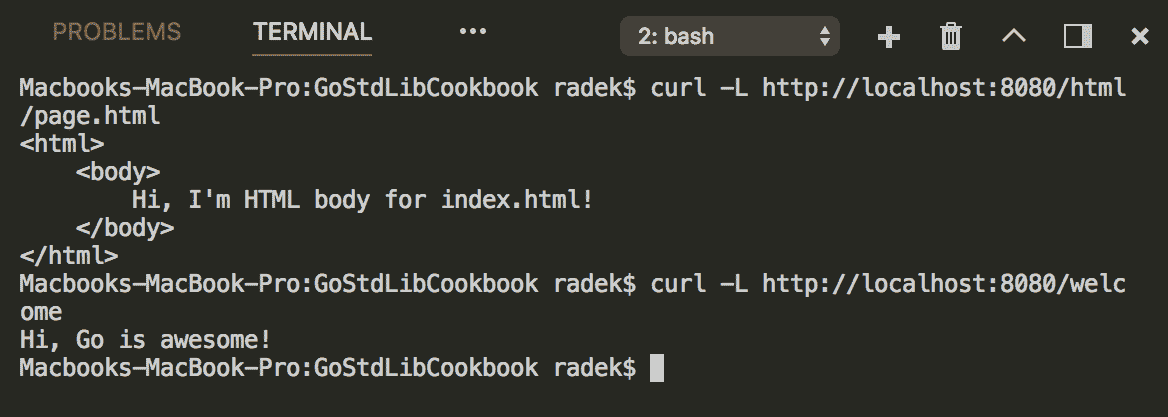 PROBLEMS TERMINAL ••• 2: bash
Macbooks-MacBook-Pro:GoStdLibCookbook radek$ curl -L http://localhost:8080/html
/page.html
<html>
    <body>
        Hi, I'm HTML body for index.html!
    </body>
</html>
Macbooks-MacBook-Pro:GoStdLibCookbook radek$ curl -L http://localhost:8080/welc
ome
Hi, Go is awesome!
Macbooks-MacBook-Pro:GoStdLibCookbook radek$